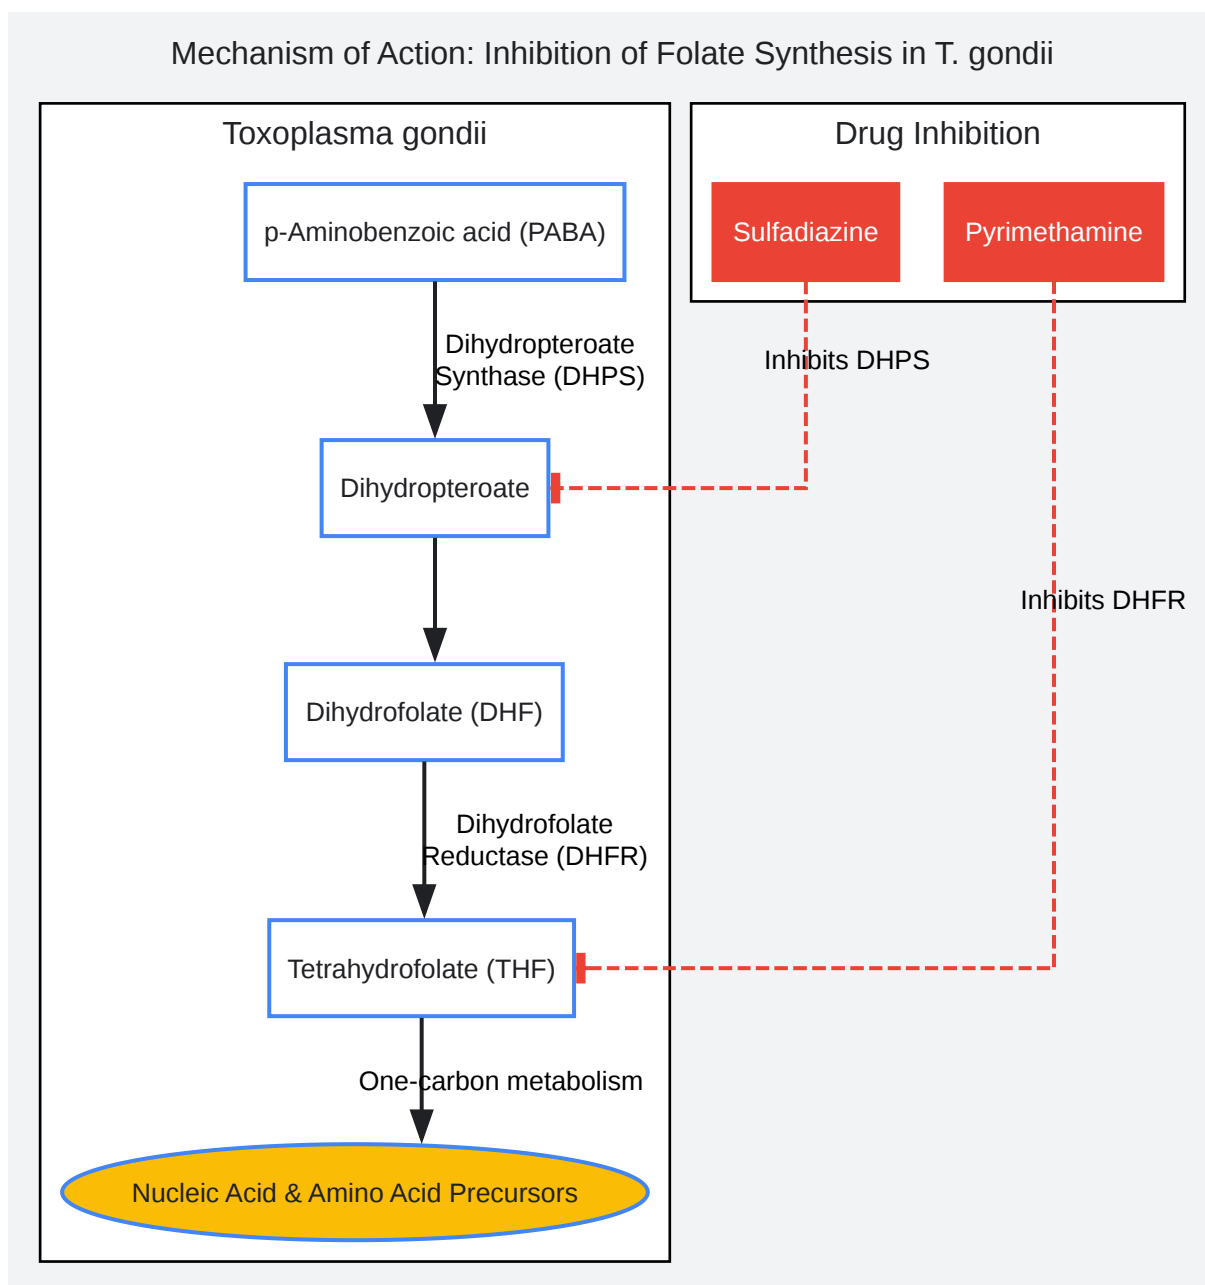 Mechanism of Action: Inhibition of Folate Synthesis in T. gondii
Toxoplasma gondii
p-Aminobenzoic acid (PABA)
Dihydropteroate
Synthase (DHPS)
Dihydropteroate
Dihydrofolate (DHF)
Dihydrofolate
Reductase (DHFR)
Tetrahydrofolate (THF)
One-carbon metabolism
Nucleic Acid & Amino Acid Precursors
Drug Inhibition
Sulfadiazine
Pyrimethamine
Inhibits DHPS
Inhibits DHFR